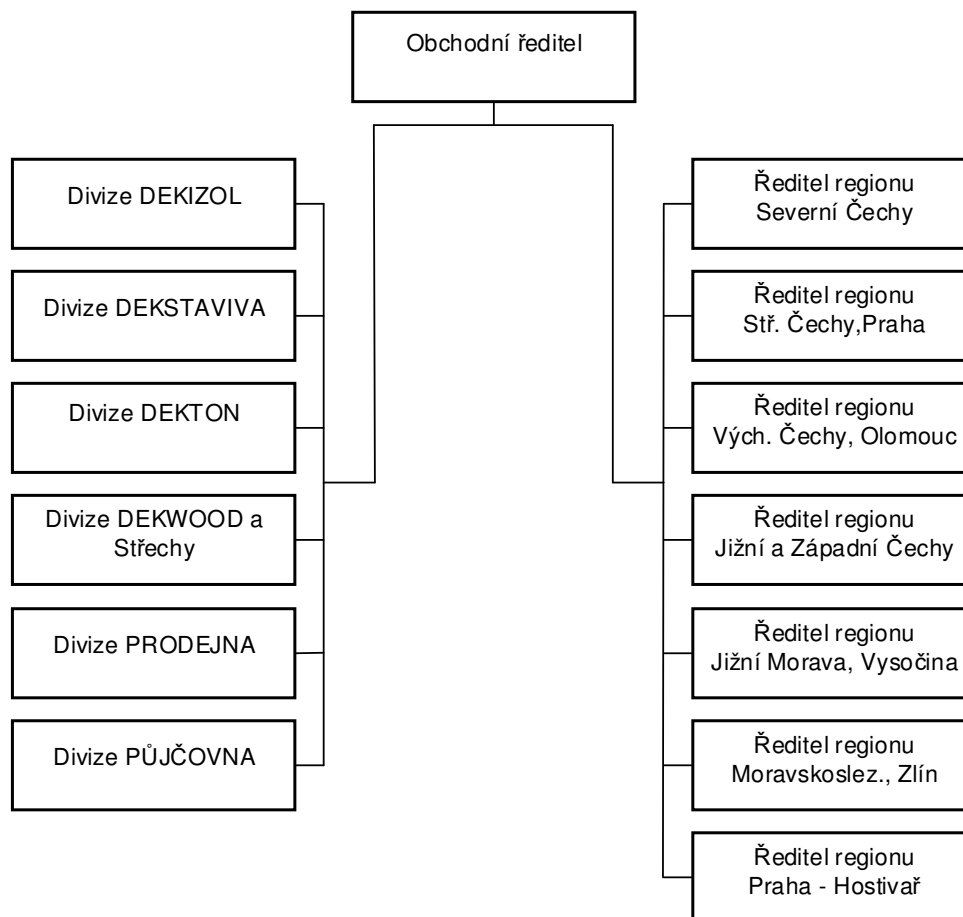 Obchodní ředitel
Divize DEKIZOL
Divize DEKSTAVIVA
Divize DEKTON
Divize DEKWOOD a
Střechy
Divize PRODEJNA
Divize PŮJČOVNA
Ředitel regionu
Severní Čechy
Ředitel regionu
Stř. Čechy,Praha
Ředitel regionu
Vých. Čechy, Olomouc
Ředitel regionu
Jižní a Západní Čechy
Ředitel regionu
Jižní Morava, Vysočina
Ředitel regionu
Moravskoslez., Zlín
Ředitel regionu
Praha - Hostivař